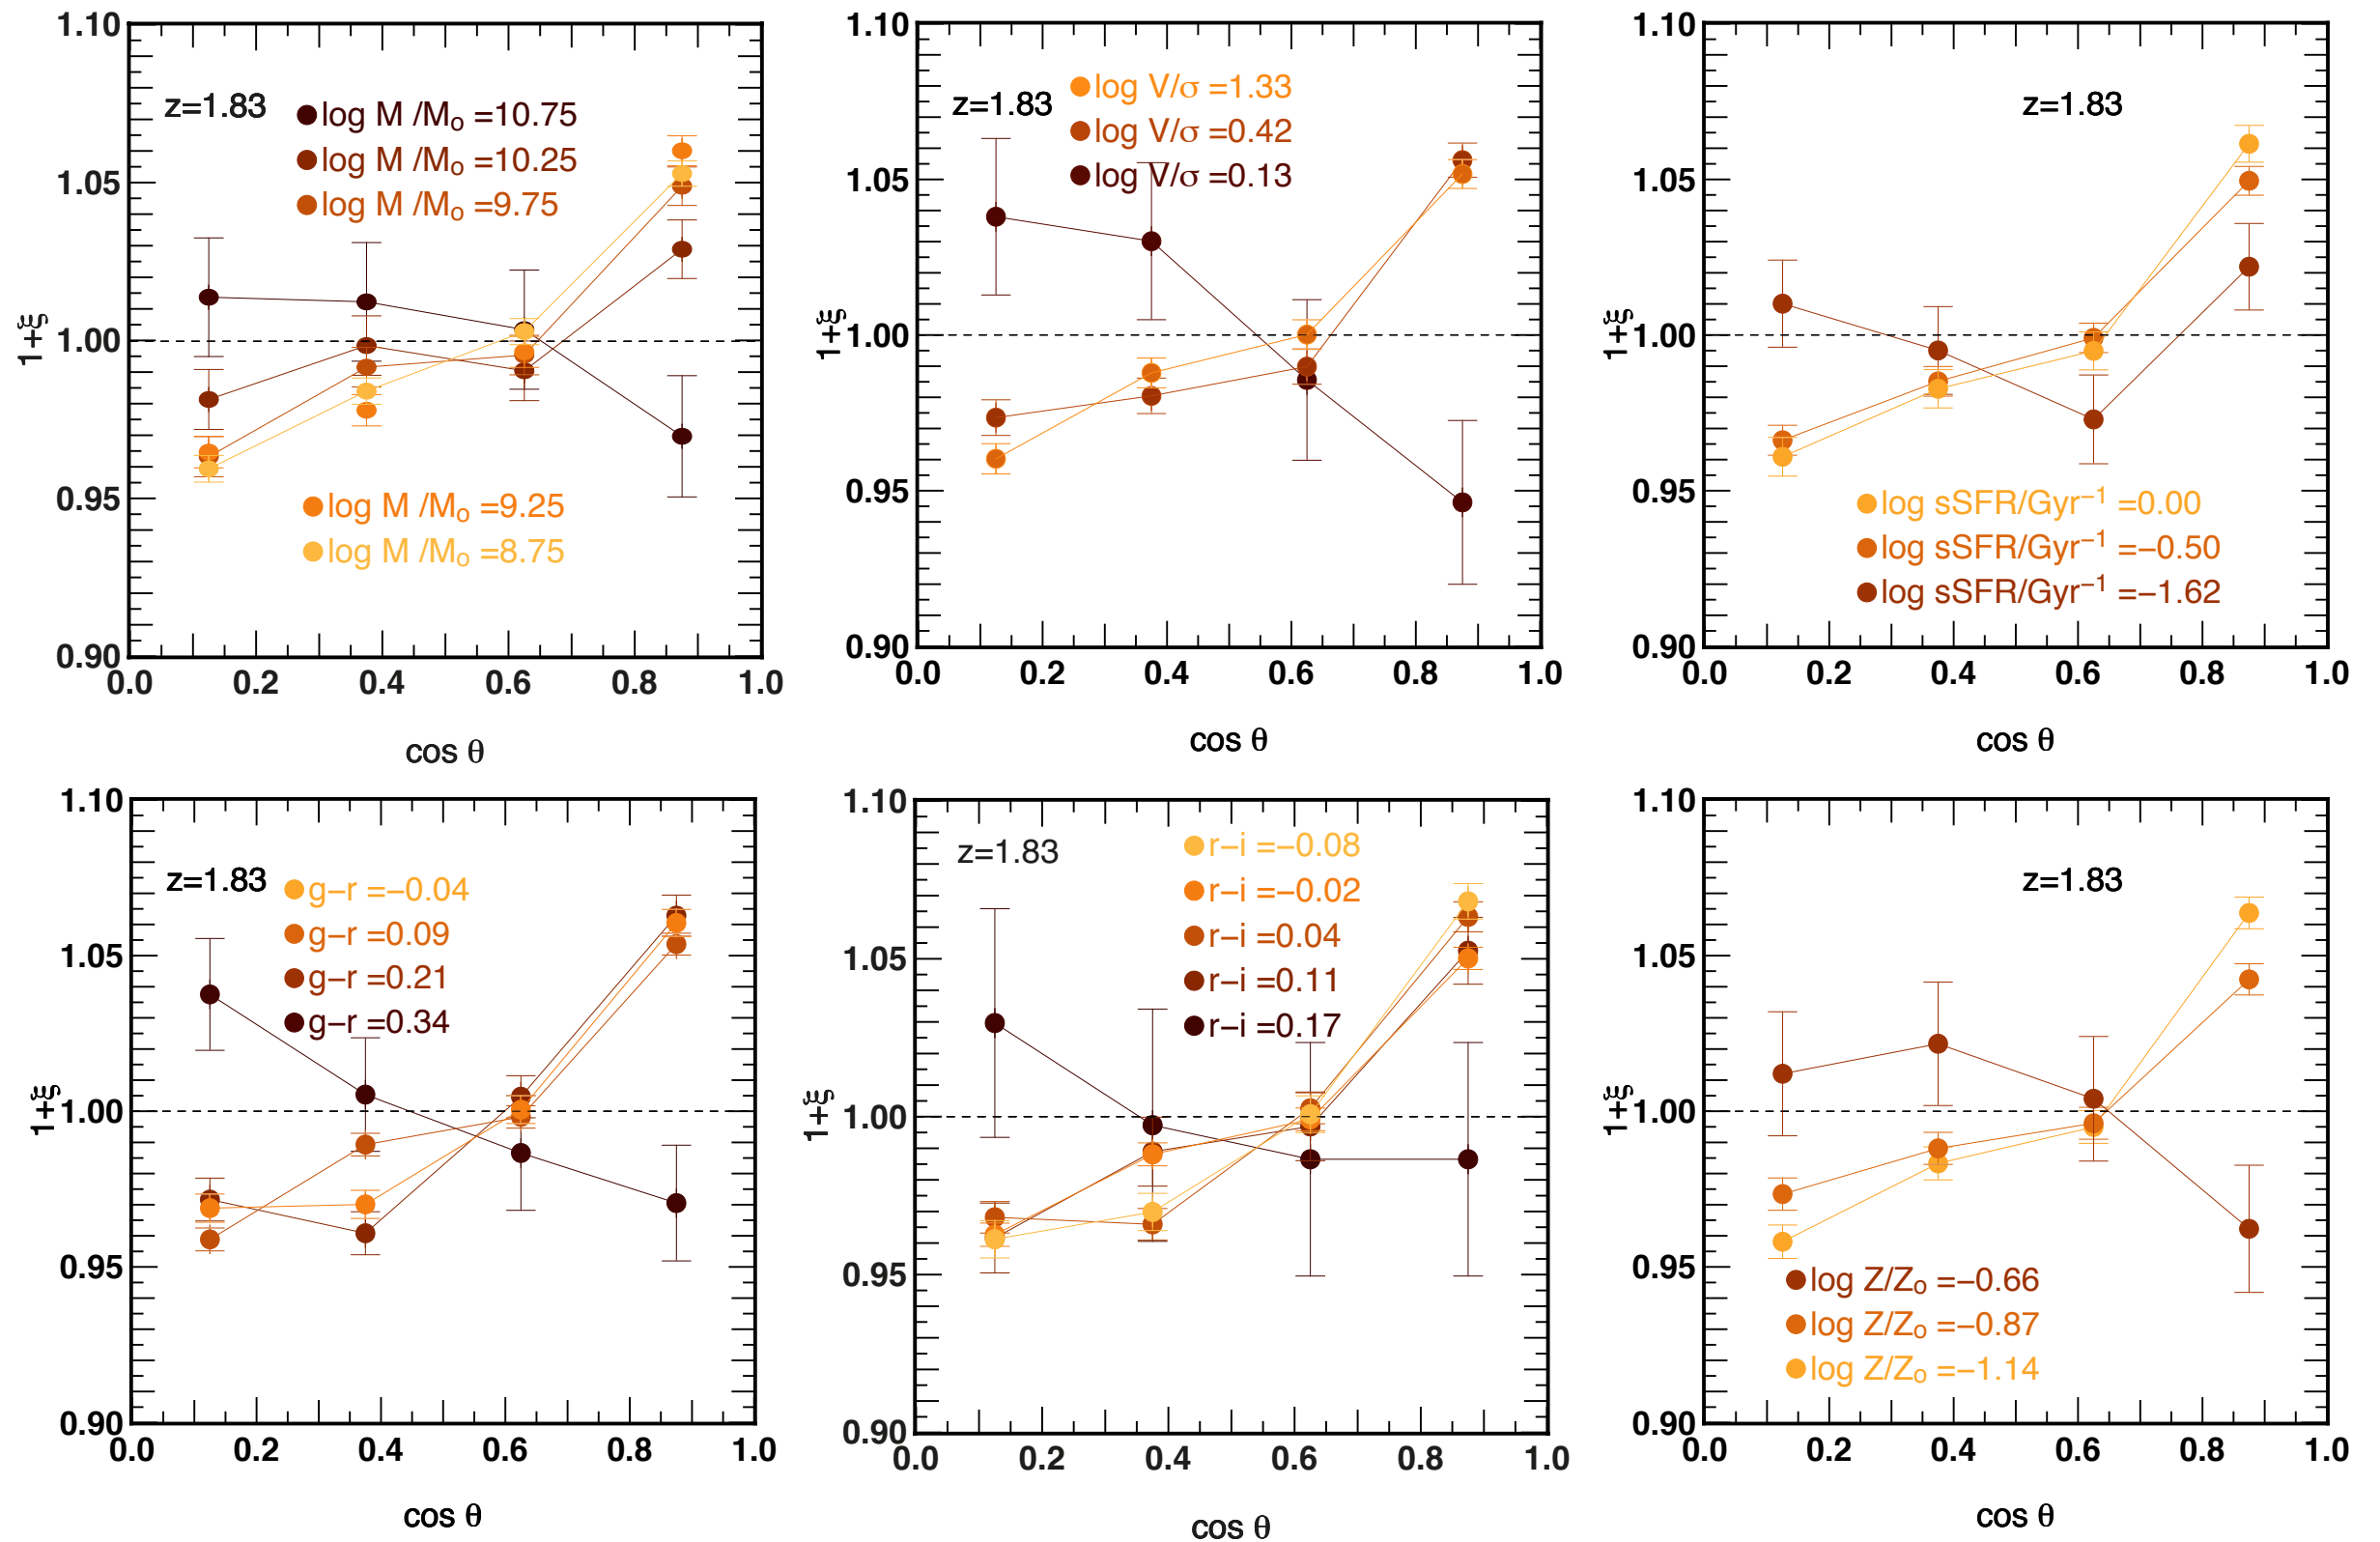 1.10
1.05
1.00
0.95
0.90
1+ξ
z=1.83
log M /Mo =10.75
log M /Mo =10.25
log M /Mo =9.75
log M /Mo =9.25
log M /Mo =8.75
0.0 0.2 0.4 0.6 0.8 1.0
cos θ
1.10
1.05
1.00
0.95
0.90
1+ξ
z=1.83
log V/σ =1.33
log V/σ =0.42
log V/σ =0.13
0.0 0.2 0.4 0.6 0.8 1.0
cos θ
1.10
1.05
1.00
0.95
0.90
1+ξ
z=1.83
log sSFR/Gyr⁻¹ =0.00
log sSFR/Gyr⁻¹ =−0.50
log sSFR/Gyr⁻¹ =−1.62
0.0 0.2 0.4 0.6 0.8 1.0
cos θ
1.10
1.05
1.00
0.95
0.90
1+ξ
z=1.83
g−r =−0.04
g−r =0.09
g−r =0.21
g−r =0.34
0.0 0.2 0.4 0.6 0.8 1.0
cos θ
1.10
1.05
1.00
0.95
0.90
1+ξ
z=1.83
r−i =−0.08
r−i =−0.02
r−i =0.04
r−i =0.11
r−i =0.17
0.0 0.2 0.4 0.6 0.8 1.0
cos θ
1.10
1.05
1.00
0.95
0.90
1+ξ
z=1.83
log Z/Zo =−0.66
log Z/Zo =−0.87
log Z/Zo =−1.14
0.0 0.2 0.4 0.6 0.8 1.0
cos θ